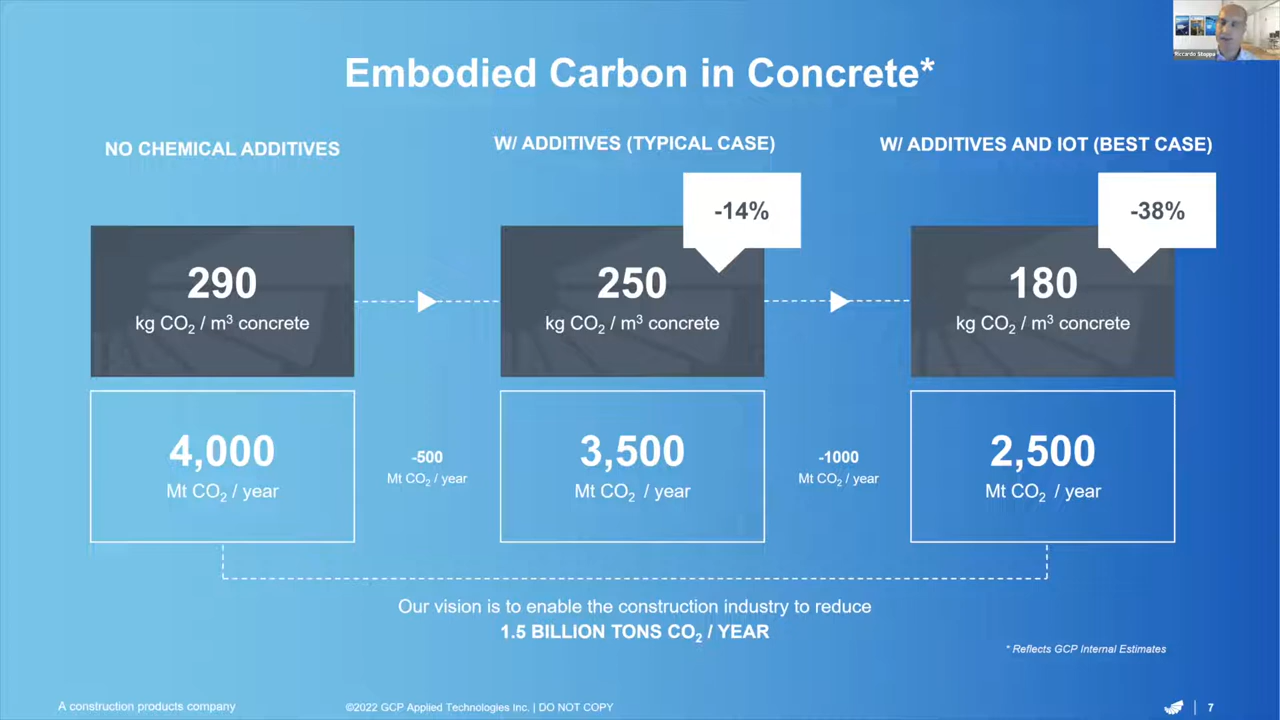 Embodied Carbon in Concrete*
NO CHEMICAL ADDITIVES
W/ ADDITIVES (TYPICAL CASE)
W/ ADDITIVES AND IOT (BEST CASE)
-14%
-38%
290
kg CO₂ / m³ concrete
250
kg CO₂ / m³ concrete
180
kg CO₂ / m³ concrete
4,000
Mt CO₂ / year
-500
Mt CO₂ / year
3,500
Mt CO₂ / year
-1000
Mt CO₂ / year
2,500
Mt CO₂ / year
Our vision is to enable the construction industry to reduce
1.5 BILLION TONS CO₂ / YEAR
* Reflects GCP Internal Estimates
A construction products company
©2022 GCP Applied Technologies Inc. | DO NOT COPY
7
Riccardo